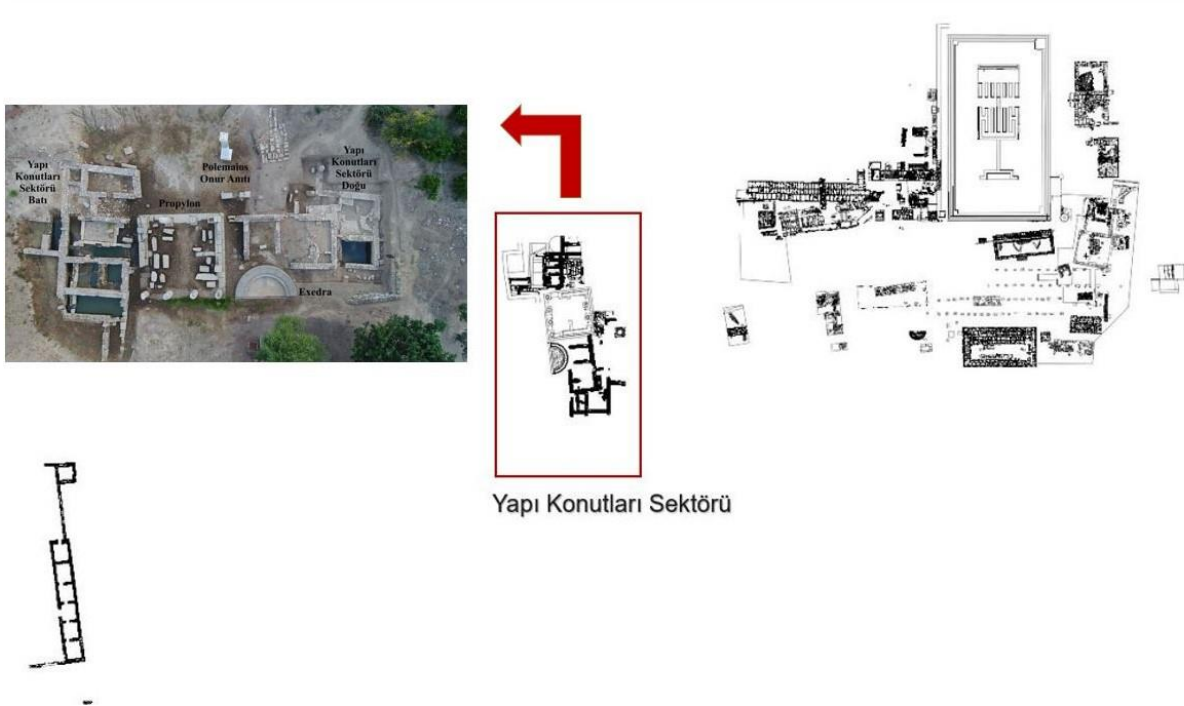 Yapı
Konutları
Sektörü
Batı
Propylon
Polemaios
Onur Anıtı
Yapı
Konutları
Sektörü
Doğu
Exedra
Yapı Konutları Sektörü